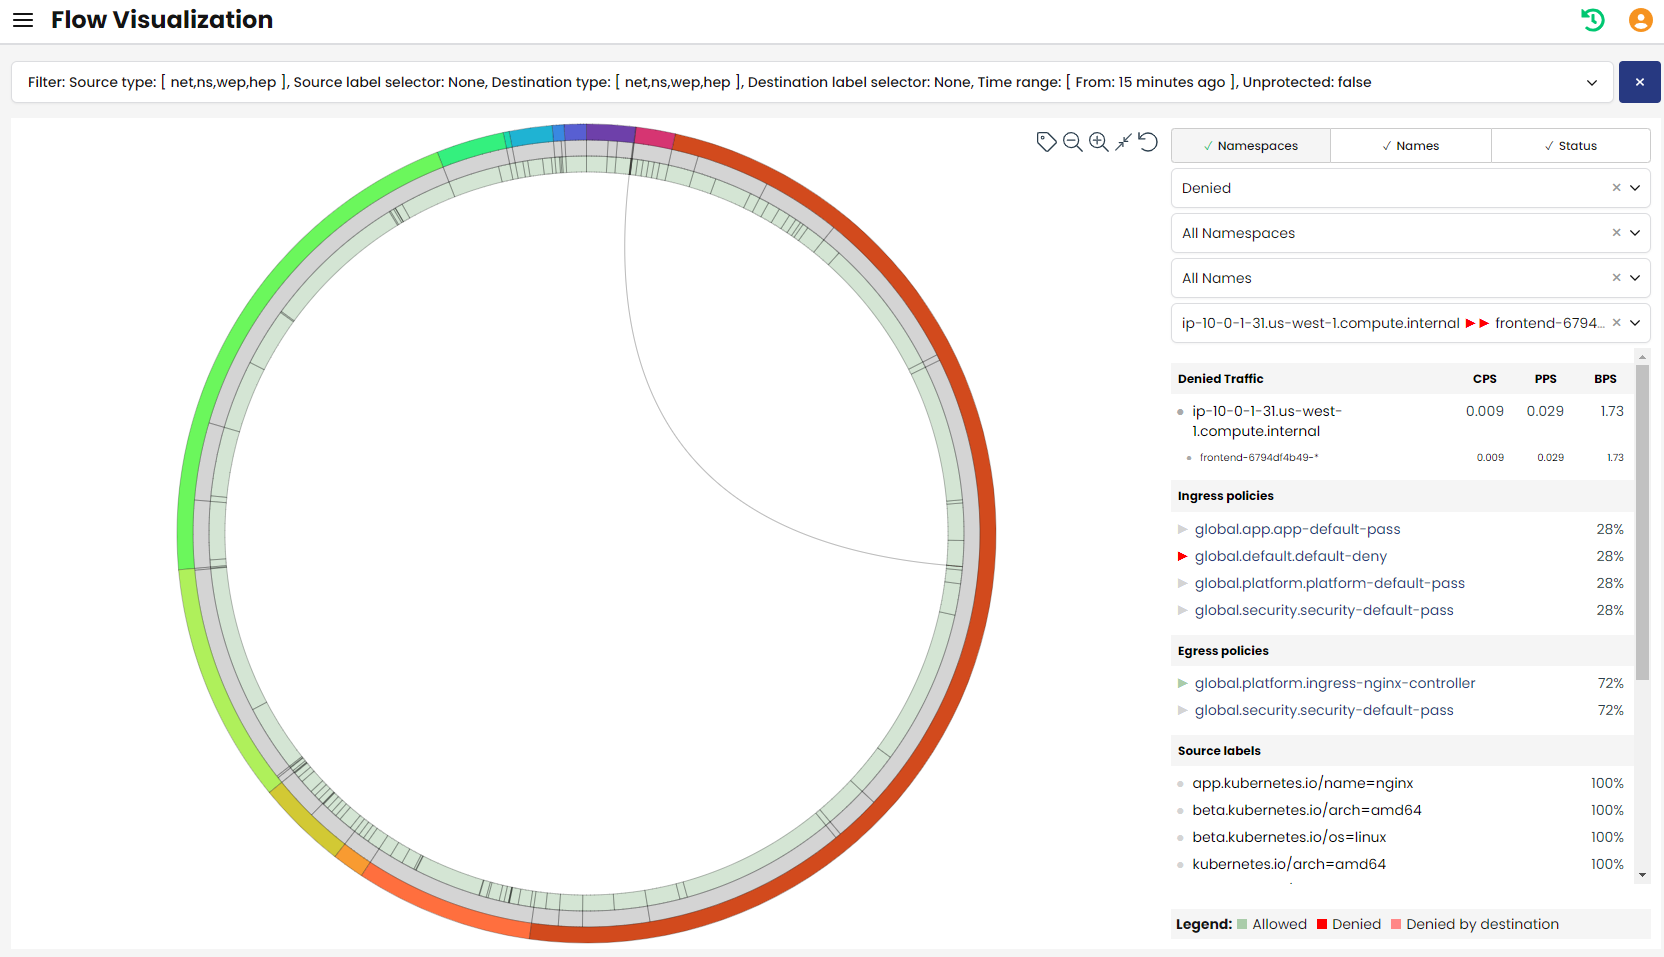 Flow Visualization
Filter: Source type: [ net,ns,wep,hep ], Source label selector: None, Destination type: [ net,ns,wep,hep ], Destination label selector: None, Time range: [ From: 15 minutes ago ], Unprotected: false
✓ Namespaces ✓ Names ✓ Status
Denied
All Namespaces
All Names
ip-10-0-1-31.us-west-1.compute.internal ▶ ▶ frontend-6794...
Denied Traffic CPS PPS BPS
ip-10-0-1-31.us-west- 0.009 0.029 1.73
1.compute.internal
frontend-6794df4b49-* 0.009 0.029 1.73
Ingress policies
global.app.app-default-pass 28%
global.default.default-deny 28%
global.platform.platform-default-pass 28%
global.security.security-default-pass 28%
Egress policies
global.platform.ingress-nginx-controller 72%
global.security.security-default-pass 72%
Source labels
app.kubernetes.io/name=nginx 100%
beta.kubernetes.io/arch=amd64 100%
beta.kubernetes.io/os=linux 100%
kubernetes.io/arch=amd64 100%
Legend: Allowed Denied Denied by destination